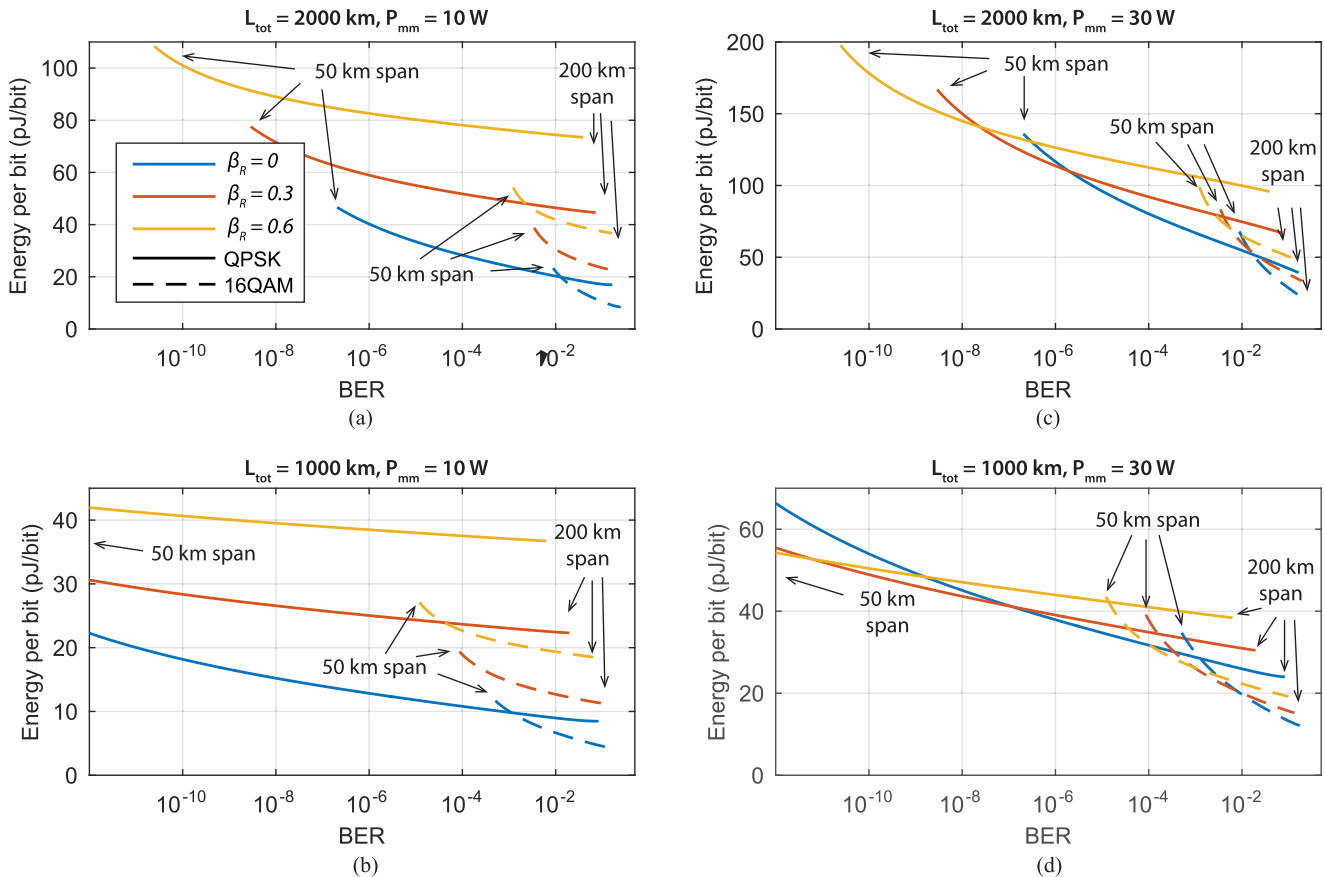 L_tot = 2000 km, P_mm = 10 W
Energy per bit (pJ/bit)
100
80
60
40
20
0
50 km span
200 km
span
β_R = 0
β_R = 0.3
β_R = 0.6
QPSK
16QAM
50 km span
10^-10
10^-8
10^-6
10^-4
10^-2
BER
(a)
L_tot = 2000 km, P_mm = 30 W
Energy per bit (pJ/bit)
200
150
100
50
0
50 km span
50 km span
200 km
span
10^-10
10^-8
10^-6
10^-4
10^-2
BER
(c)
L_tot = 1000 km, P_mm = 10 W
Energy per bit (pJ/bit)
40
30
20
10
0
50 km span
200 km
span
50 km span
10^-10
10^-8
10^-6
10^-4
10^-2
BER
(b)
L_tot = 1000 km, P_mm = 30 W
Energy per bit (pJ/bit)
60
40
20
0
50 km span
200 km
span
50 km
span
10^-10
10^-8
10^-6
10^-4
10^-2
BER
(d)